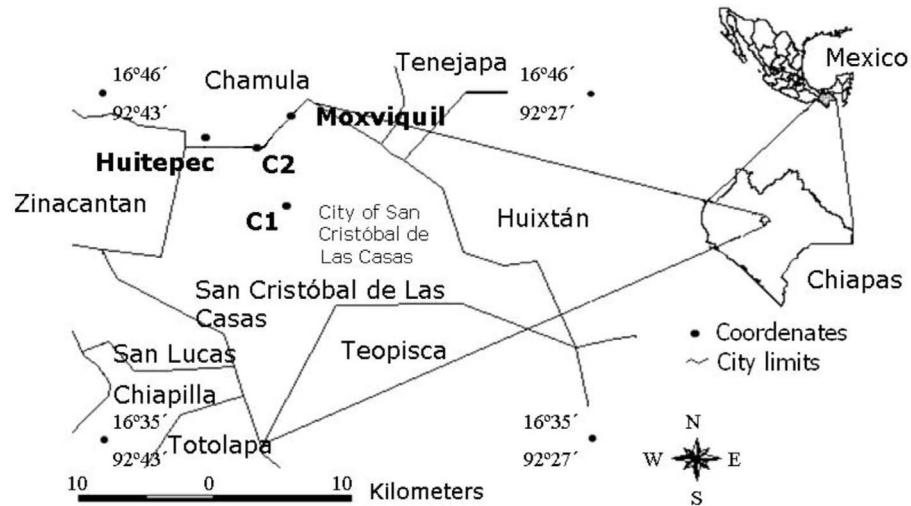 Mexico
Chamula
Tenejapa
16º46´
92º43´
16º46´
92º27´
Moxviquil
Huitepec
C2
Zinacantan
C1
City of San
Cristóbal de
Las Casas
Huixtán
Chiapas
San Cristóbal de Las
Casas
Coordenates
City limits
San Lucas
Teopisca
Chiapilla
16º35´
92º43´
16º35´
92º27´
Totolapa
N
W E
S
10 0 10
Kilometers